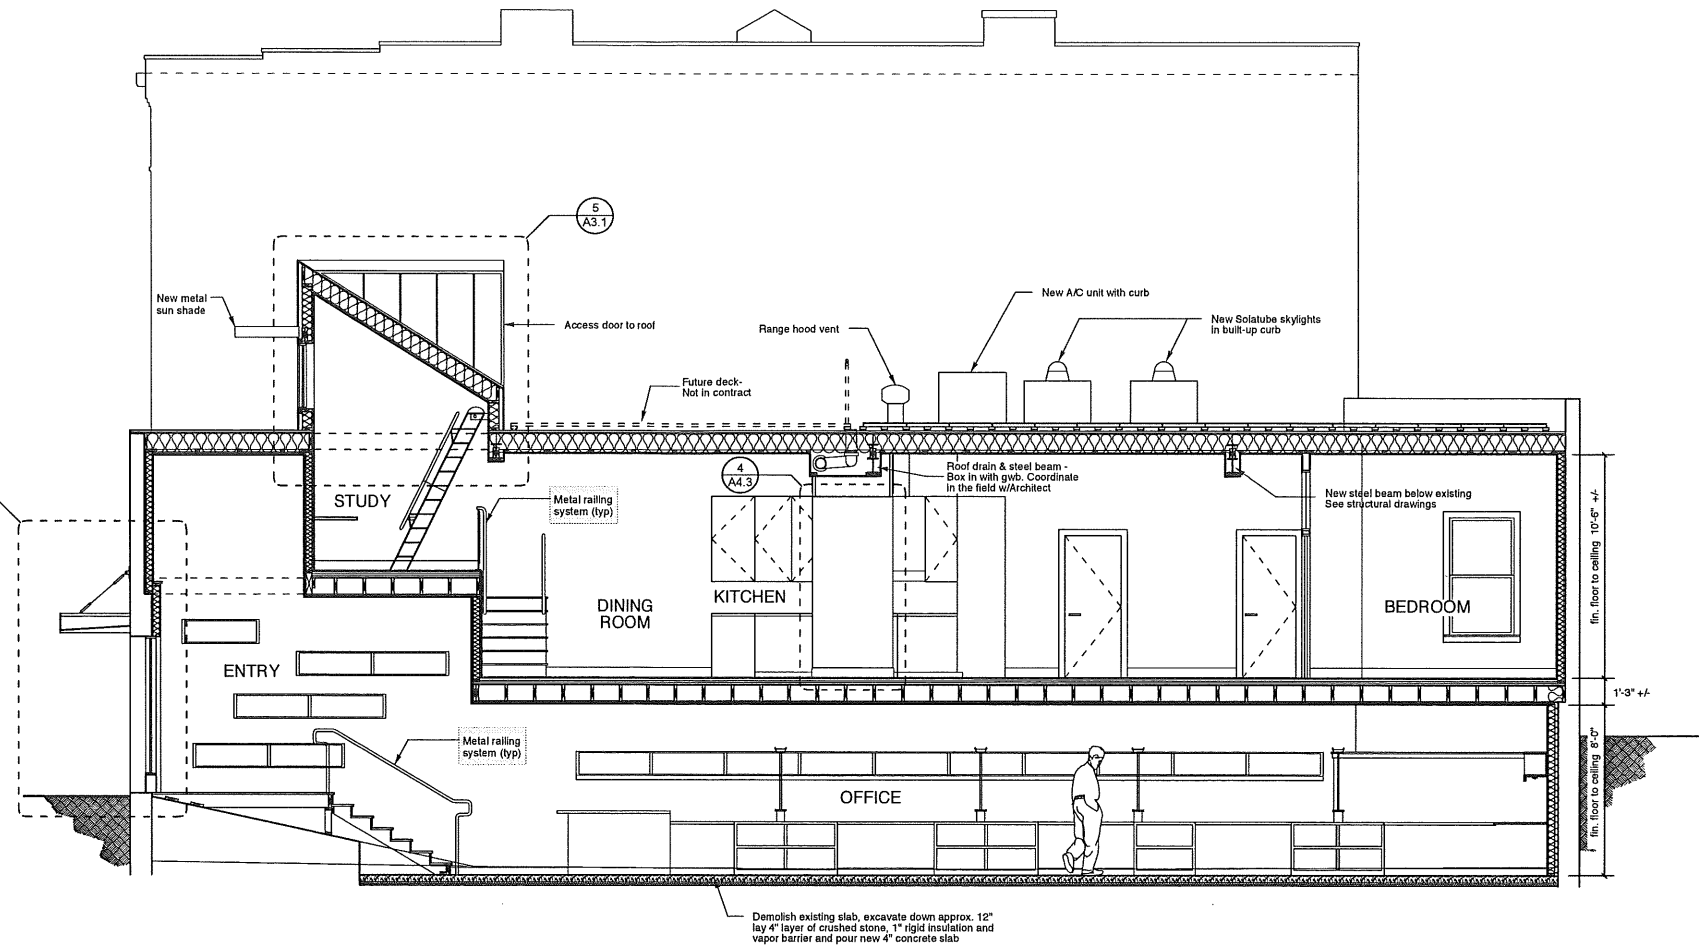 5
A3.1
New metal
sun shade
Access door to roof
Range hood vent
New A/C unit with curb
New Solatube skylights
in built-up curb
Future deck-
Not in contract
4
A4.3
Roof drain & steel beam -
Box in with gwb. Coordinate
in the field w/Architect
New steel beam below existing
See structural drawings
STUDY
Metal railing
system (typ)
DINING
ROOM
KITCHEN
BEDROOM
fin. floor to ceiling 10'-6" +/-
ENTRY
1'-3" +/-
Metal railing
system (typ)
OFFICE
fin. floor to ceiling 8'-0"
Demolish existing slab, excavate down approx. 12"
lay 4" layer of crushed stone, 1" rigid insulation and
vapor barrier and pour new 4" concrete slab